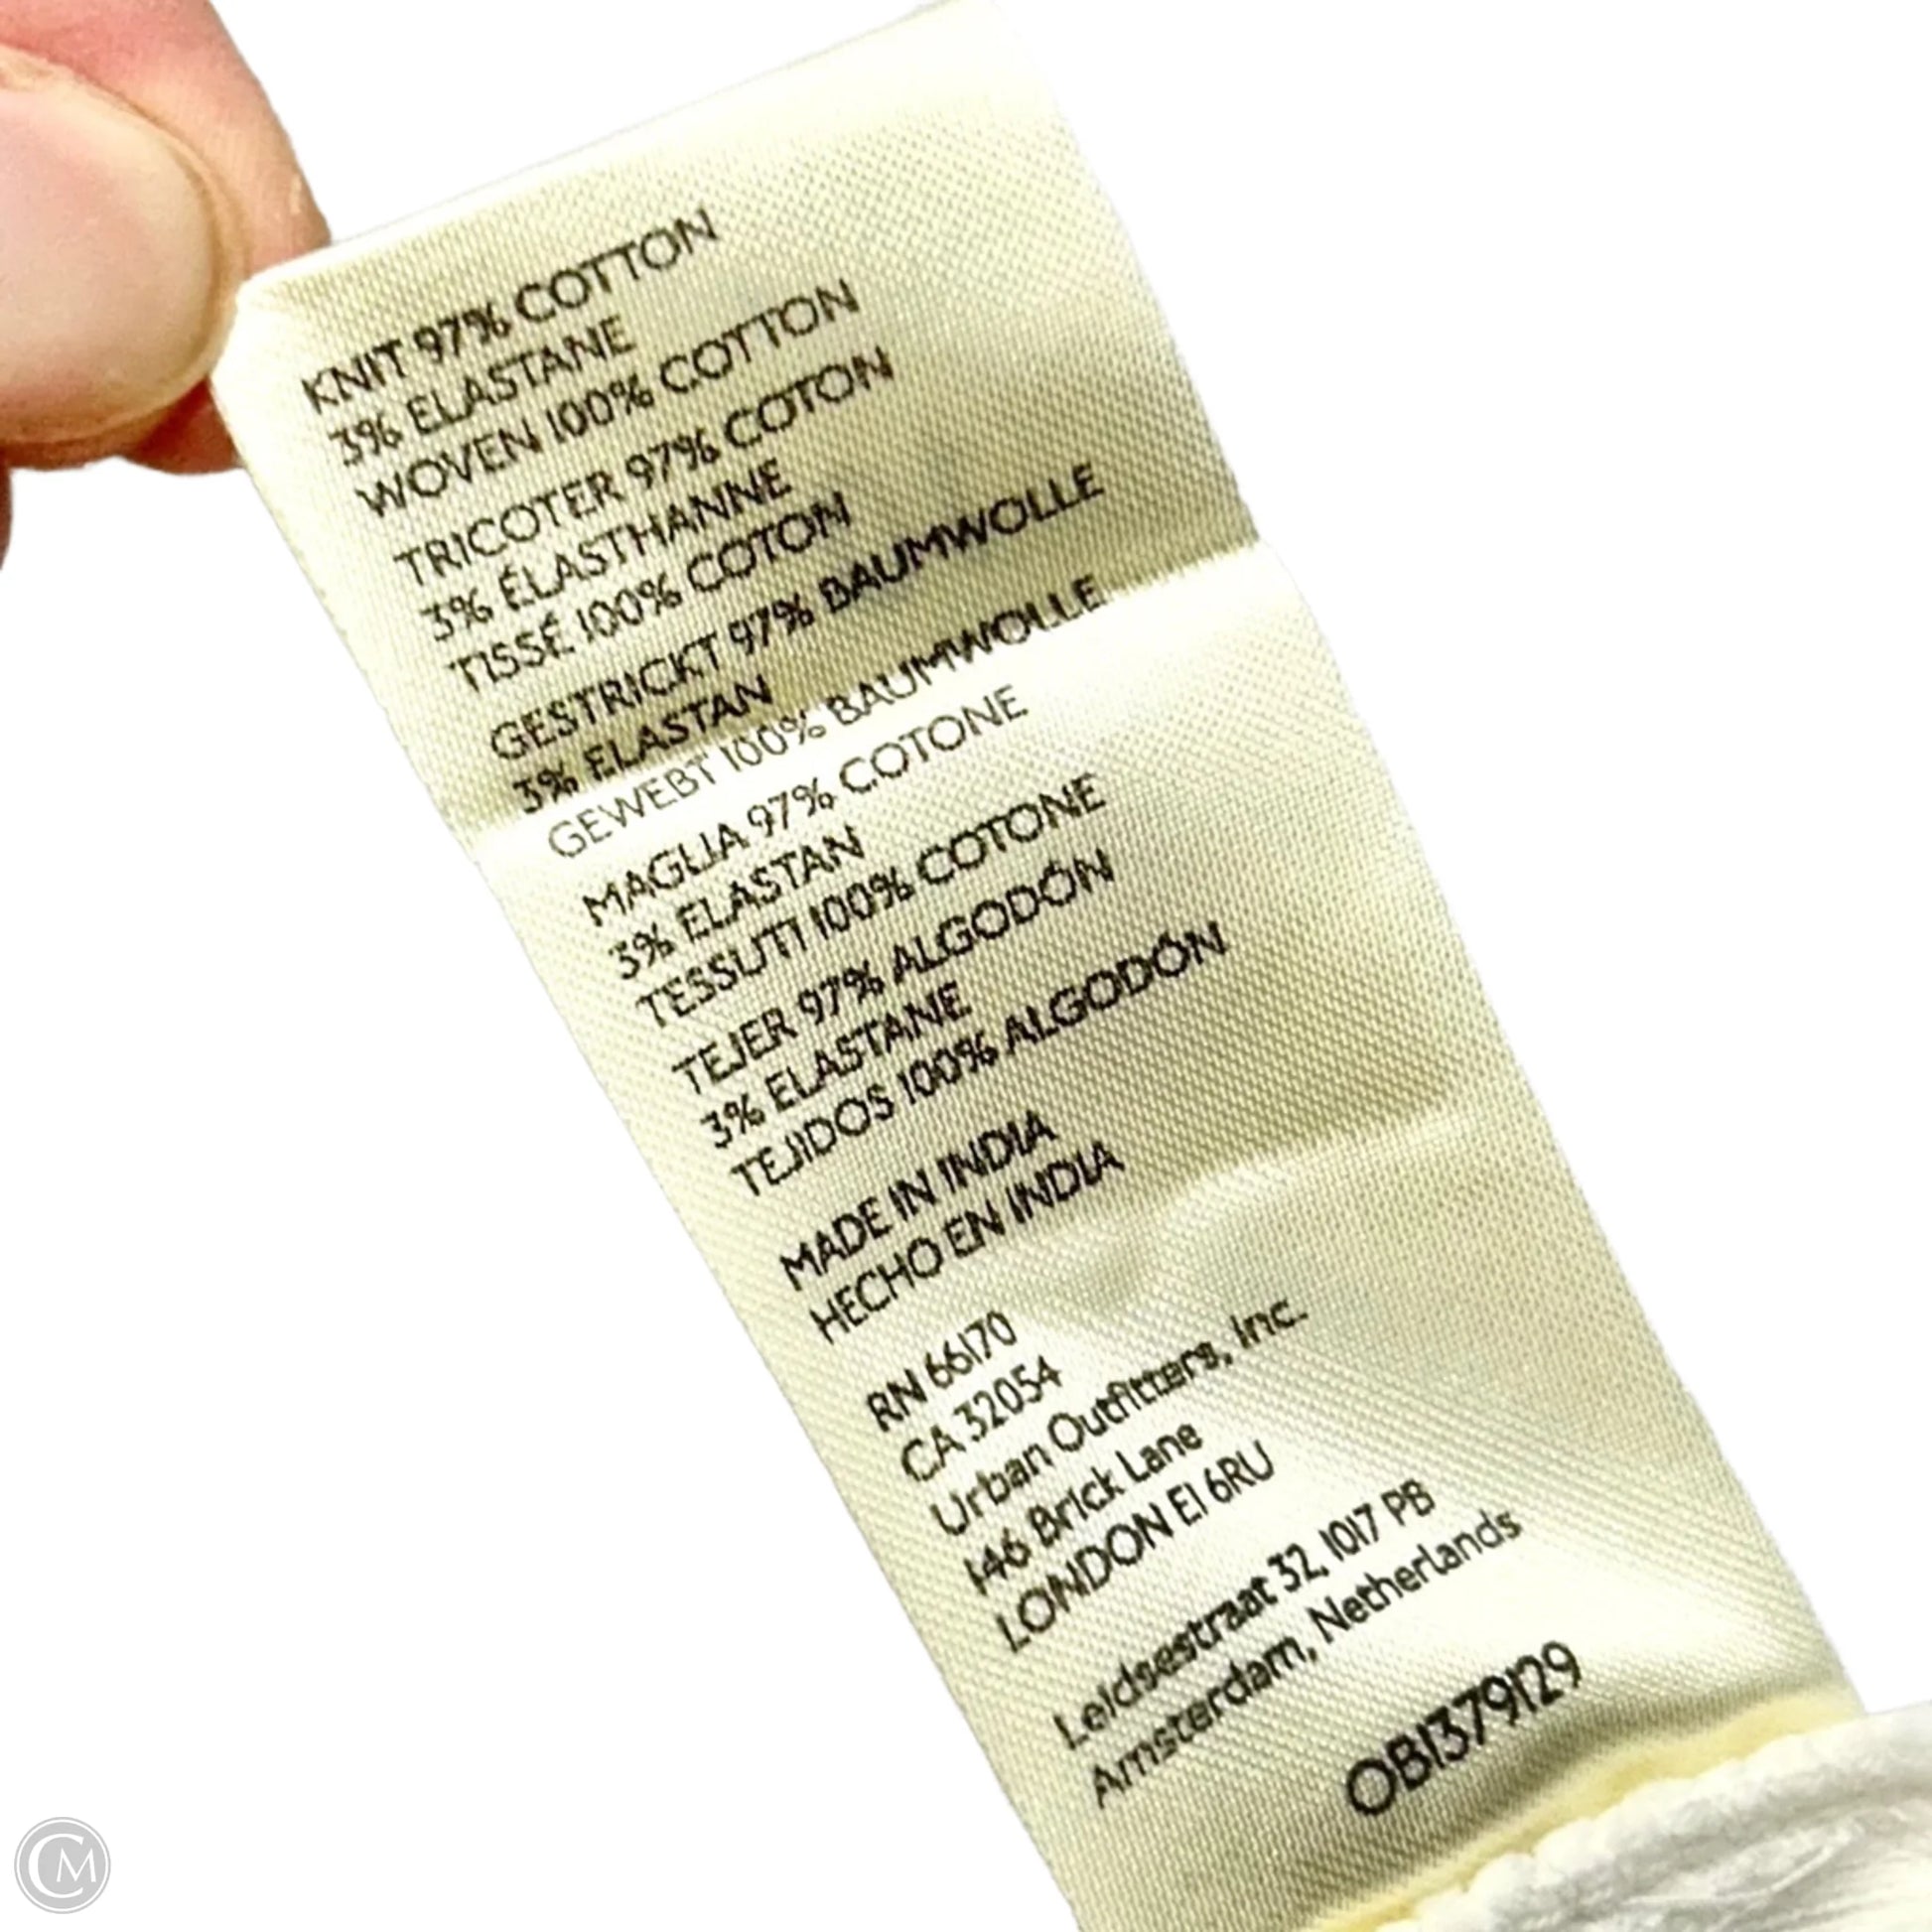 KNIT 97% COTTON
3% ELASTANE
WOVEN 100% COTTON
TRICOTER 97% COTON
3% ÉLASTHANNE
TISSÉ 100% COTON
GESTRICKT 97% BAUMWOLLE
3% ELASTAN
GEWEBT 100% BAUMWOLLE
MAGLIA 97% COTONE
3% ELASTAN
TESSUTI 100% COTONE
TEJER 97% ALGODÓN
3% ELASTANE
TEJIDOS 100% ALGODÓN
MADE IN INDIA
HECHO EN INDIA
RN 66170
CA 32054
Urban Outfitters, Inc.
146 Brick Lane
LONDON E1 6RU
Leidsestraat 32, 1017 PB
Amsterdam, Netherlands
OB1379129
CM